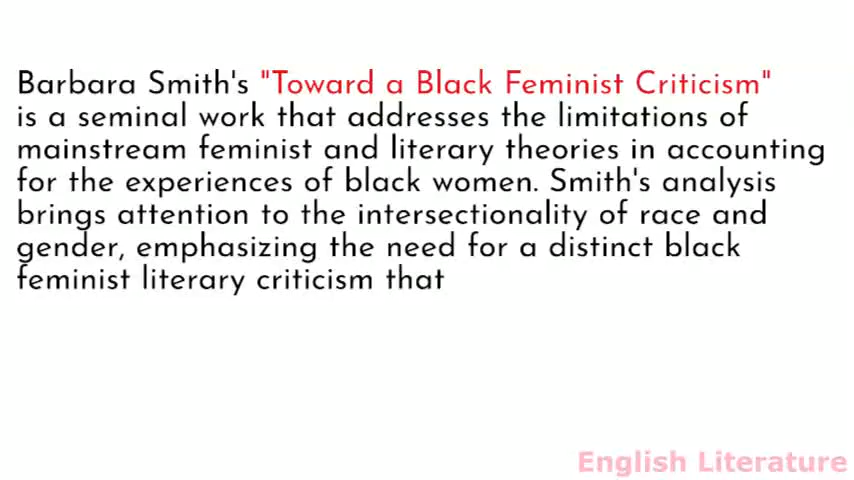 Barbara Smith's "Toward a Black Feminist Criticism"
is a seminal work that addresses the limitations of
mainstream feminist and literary theories in accounting
for the experiences of black women. Smith's analysis
brings attention to the intersectionality of race and
gender, emphasizing the need for a distinct black
feminist literary criticism that
English Literature